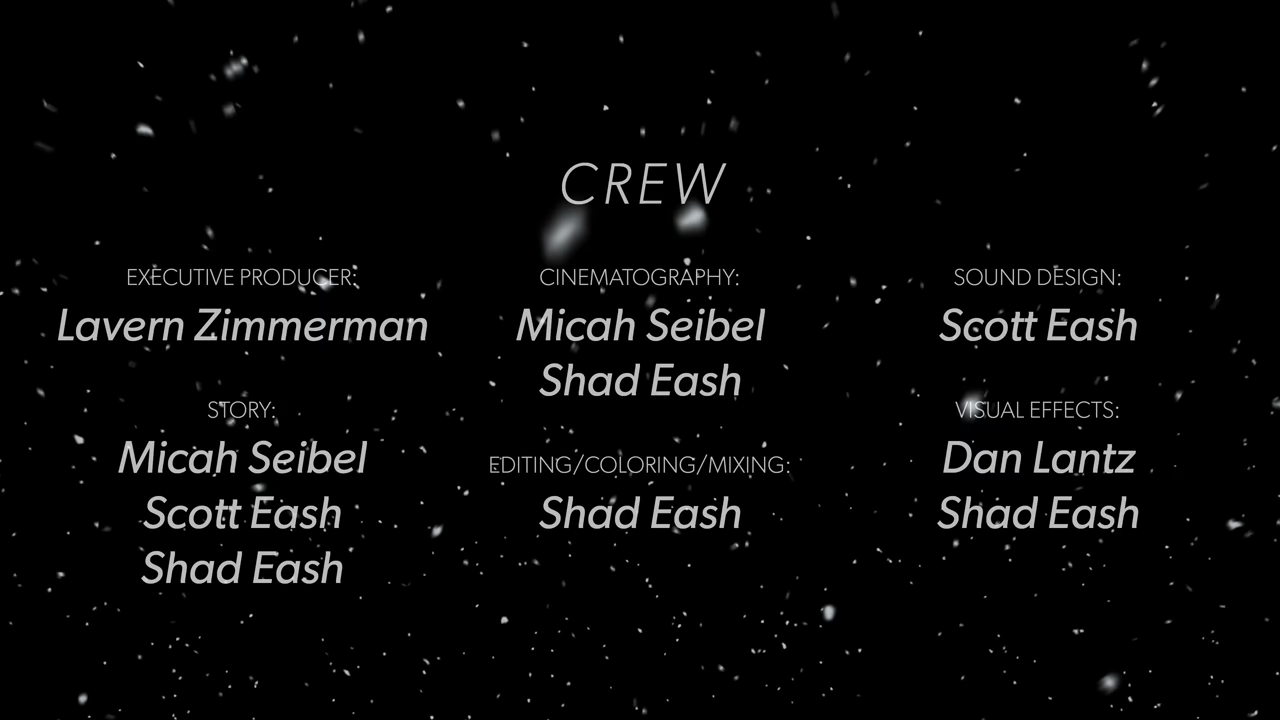 CREW
EXECUTIVE PRODUCER:
Lavern Zimmerman
STORY:
Micah Seibel
Scott Eash
Shad Eash
CINEMATOGRAPHY:
Micah Seibel
Shad Eash
EDITING/COLORING/MIXING:
Shad Eash
SOUND DESIGN:
Scott Eash
VISUAL EFFECTS:
Dan Lantz
Shad Eash